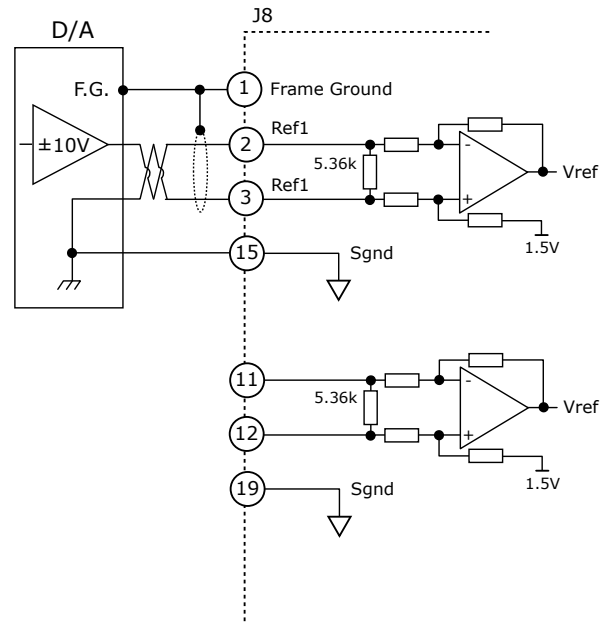 J8
D/A
F.G.
1 Frame Ground
±10V
2 Ref1
5.36k
-
+
Vref
3 Ref1
1.5V
15 Sgnd
11
5.36k
-
+
Vref
12
1.5V
19 Sgnd